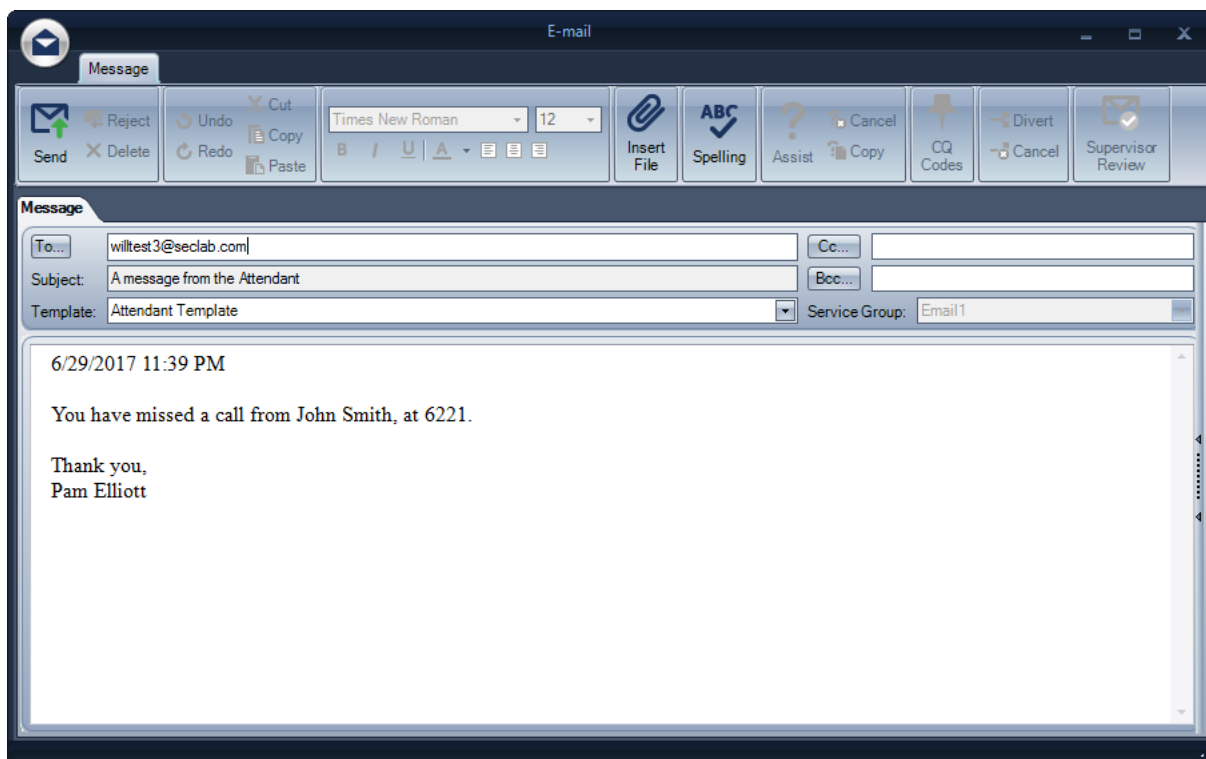 E-mail
Message
Send
Reject
Delete
Undo
Redo
Cut
Copy
Paste
Times New Roman 12
B I U A
Insert
File
ABC
Spelling
?
Assist
Cancel
Copy
CQ
Codes
Divert
Cancel
Supervisor
Review
Message
To... willtest3@seclab.com Cc...
Subject: A message from the Attendant Bcc...
Template: Attendant Template Service Group: Email1
6/29/2017 11:39 PM
You have missed a call from John Smith, at 6221.
Thank you,
Pam Elliott